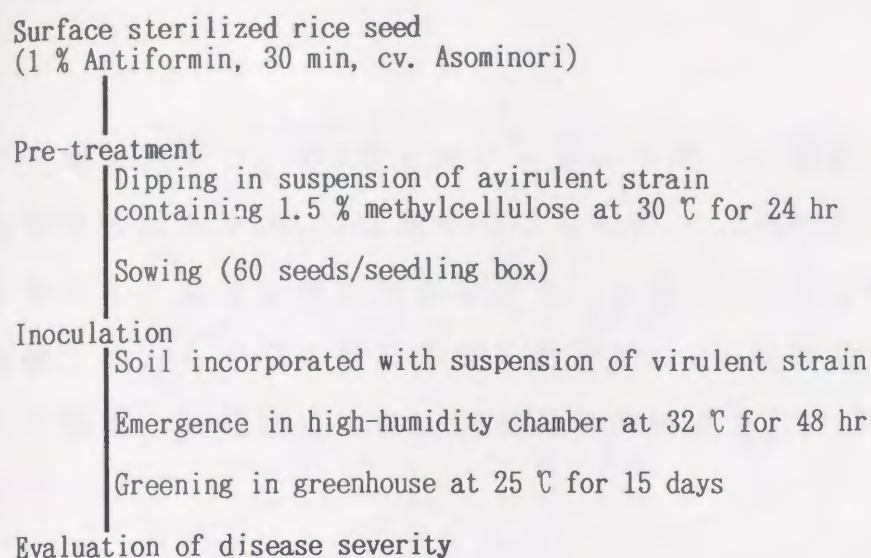 Surface sterilized rice seed
(1 % Antiformin, 30 min, cv. Asominori)
Pre-treatment
Dipping in suspension of avirulent strain
containing 1.5 % methylcellulose at 30 ℃ for 24 hr
Sowing (60 seeds/seedling box)
Inoculation
Soil incorporated with suspension of virulent strain
Emergence in high-humidity chamber at 32 ℃ for 48 hr
Greening in greenhouse at 25 ℃ for 15 days
Evaluation of disease severity